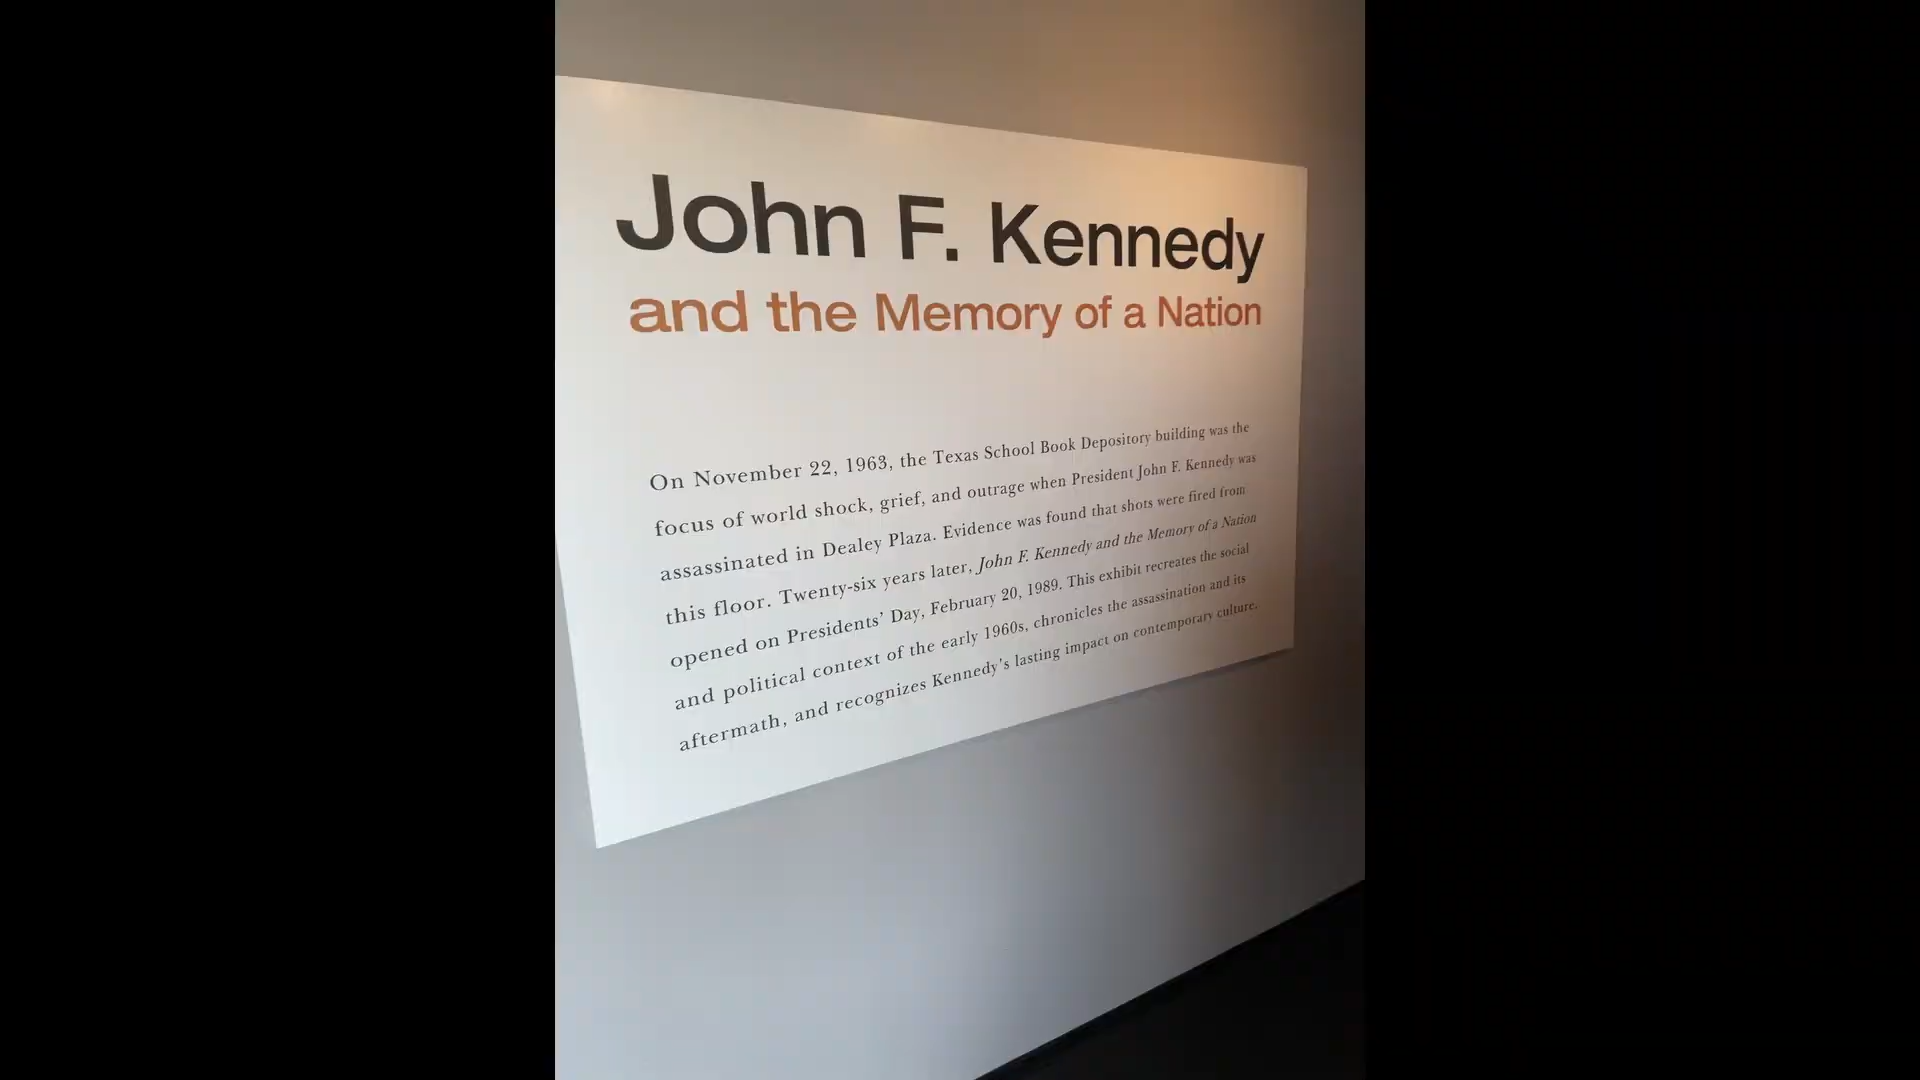 John F. Kennedy
and the Memory of a Nation
On November 22, 1963, the Texas School Book Depository building was the
focus of world shock, grief, and outrage when President John F. Kennedy was
assassinated in Dealey Plaza. Evidence was found that shots were fired from
this floor. Twenty-six years later, John F. Kennedy and the Memory of a Nation
opened on Presidents’ Day, February 20, 1989. This exhibit recreates the social
and political context of the early 1960s, chronicles the assassination and its
aftermath, and recognizes Kennedy’s lasting impact on contemporary culture.